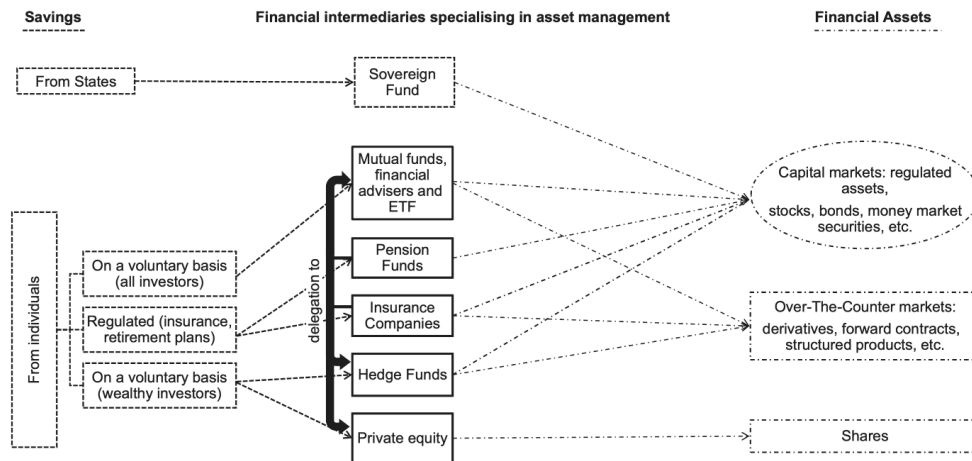 Savings
Financial intermediaries specialising in asset management
Financial Assets
From States
Sovereign
Fund
Mutual funds,
financial
advisers and
ETF
Capital markets: regulated
assets,
stocks, bonds, money market
securities, etc.
From individuals
On a voluntary basis
(all investors)
Regulated (insurance,
retirement plans)
On a voluntary basis
(wealthy investors)
delegation to
Pension
Funds
Insurance
Companies
Hedge Funds
Private equity
Over-The-Counter markets:
derivatives, forward contracts,
structured products, etc.
Shares